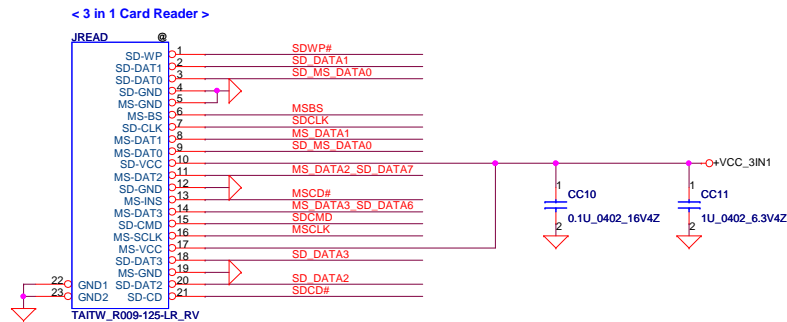 < 3 in 1 Card Reader >
JREAD @
SD-WP 1 SDWP#
SD-DAT1 2 SD_DATA1
SD-DAT0 3 SD_MS_DATA0
SD-GND 4
MS-GND 5
MS-BS 6 MSBS
SD-CLK 7 SDCLK
MS-DAT1 8 MS_DATA1
MS-DAT0 9 SD_MS_DATA0
SD-VCC 10 +VCC_3IN1
MS-DAT2 11 MS_DATA2_SD_DATA7
SD-GND 12
MS-INS 13 MSCD#
MS-DAT3 14 MS_DATA3_SD_DATA6
SD-CMD 15 SDCMD
MS-SCLK 16 MSCLK
MS-VCC 17
SD-DAT3 18 SD_DATA3
MS-GND 19
22 GND1 SD-DAT2 20 SD_DATA2
23 GND2 SD-CD 21 SDCD#
TAITW_R009-125-LR_RV
1 CC10
0.1U_0402_16V4Z
2
1 CC11
1U_0402_6.3V4Z
2